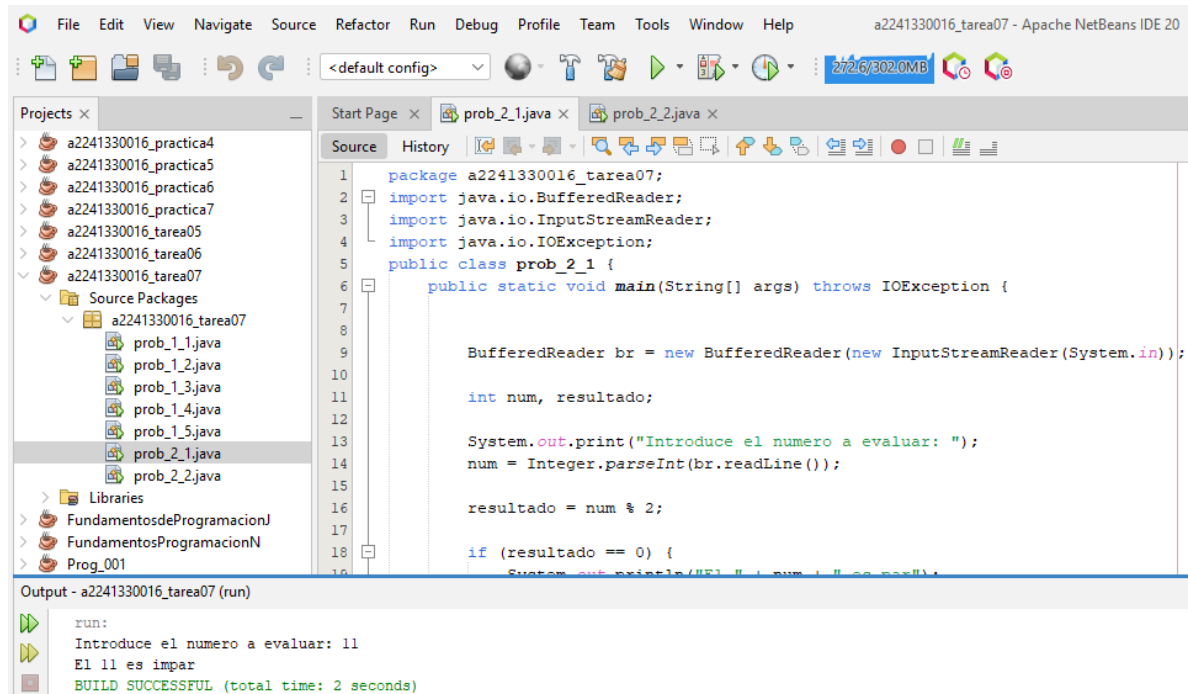 File Edit View Navigate Source Refactor Run Debug Profile Team Tools Window Help a2241330016_tarea07 - Apache NetBeans IDE 20
<default config> 272.6/302.0MB
Projects
a2241330016_practica4
a2241330016_practica5
a2241330016_practica6
a2241330016_practica7
a2241330016_tarea05
a2241330016_tarea06
a2241330016_tarea07
Source Packages
a2241330016_tarea07
prob_1_1.java
prob_1_2.java
prob_1_3.java
prob_1_4.java
prob_1_5.java
prob_2_1.java
prob_2_2.java
Libraries
FundamentosdeProgramacionJ
FundamentosProgramacionN
Prog_001
Start Page prob_2_1.java prob_2_2.java
Source History
1 package a2241330016_tarea07;
2 import java.io.BufferedReader;
3 import java.io.InputStreamReader;
4 import java.io.IOException;
5 public class prob_2_1 {
6 public static void main(String[] args) throws IOException {
7
8
9 BufferedReader br = new BufferedReader(new InputStreamReader(System.in));
10
11 int num, resultado;
12
13 System.out.print("Introduce el numero a evaluar: ");
14 num = Integer.parseInt(br.readLine());
15
16 resultado = num % 2;
17
18 if (resultado == 0) {
19 System.out.println("El " + num + " es par");
Output - a2241330016_tarea07 (run)
run:
Introduce el numero a evaluar: 11
El 11 es impar
BUILD SUCCESSFUL (total time: 2 seconds)